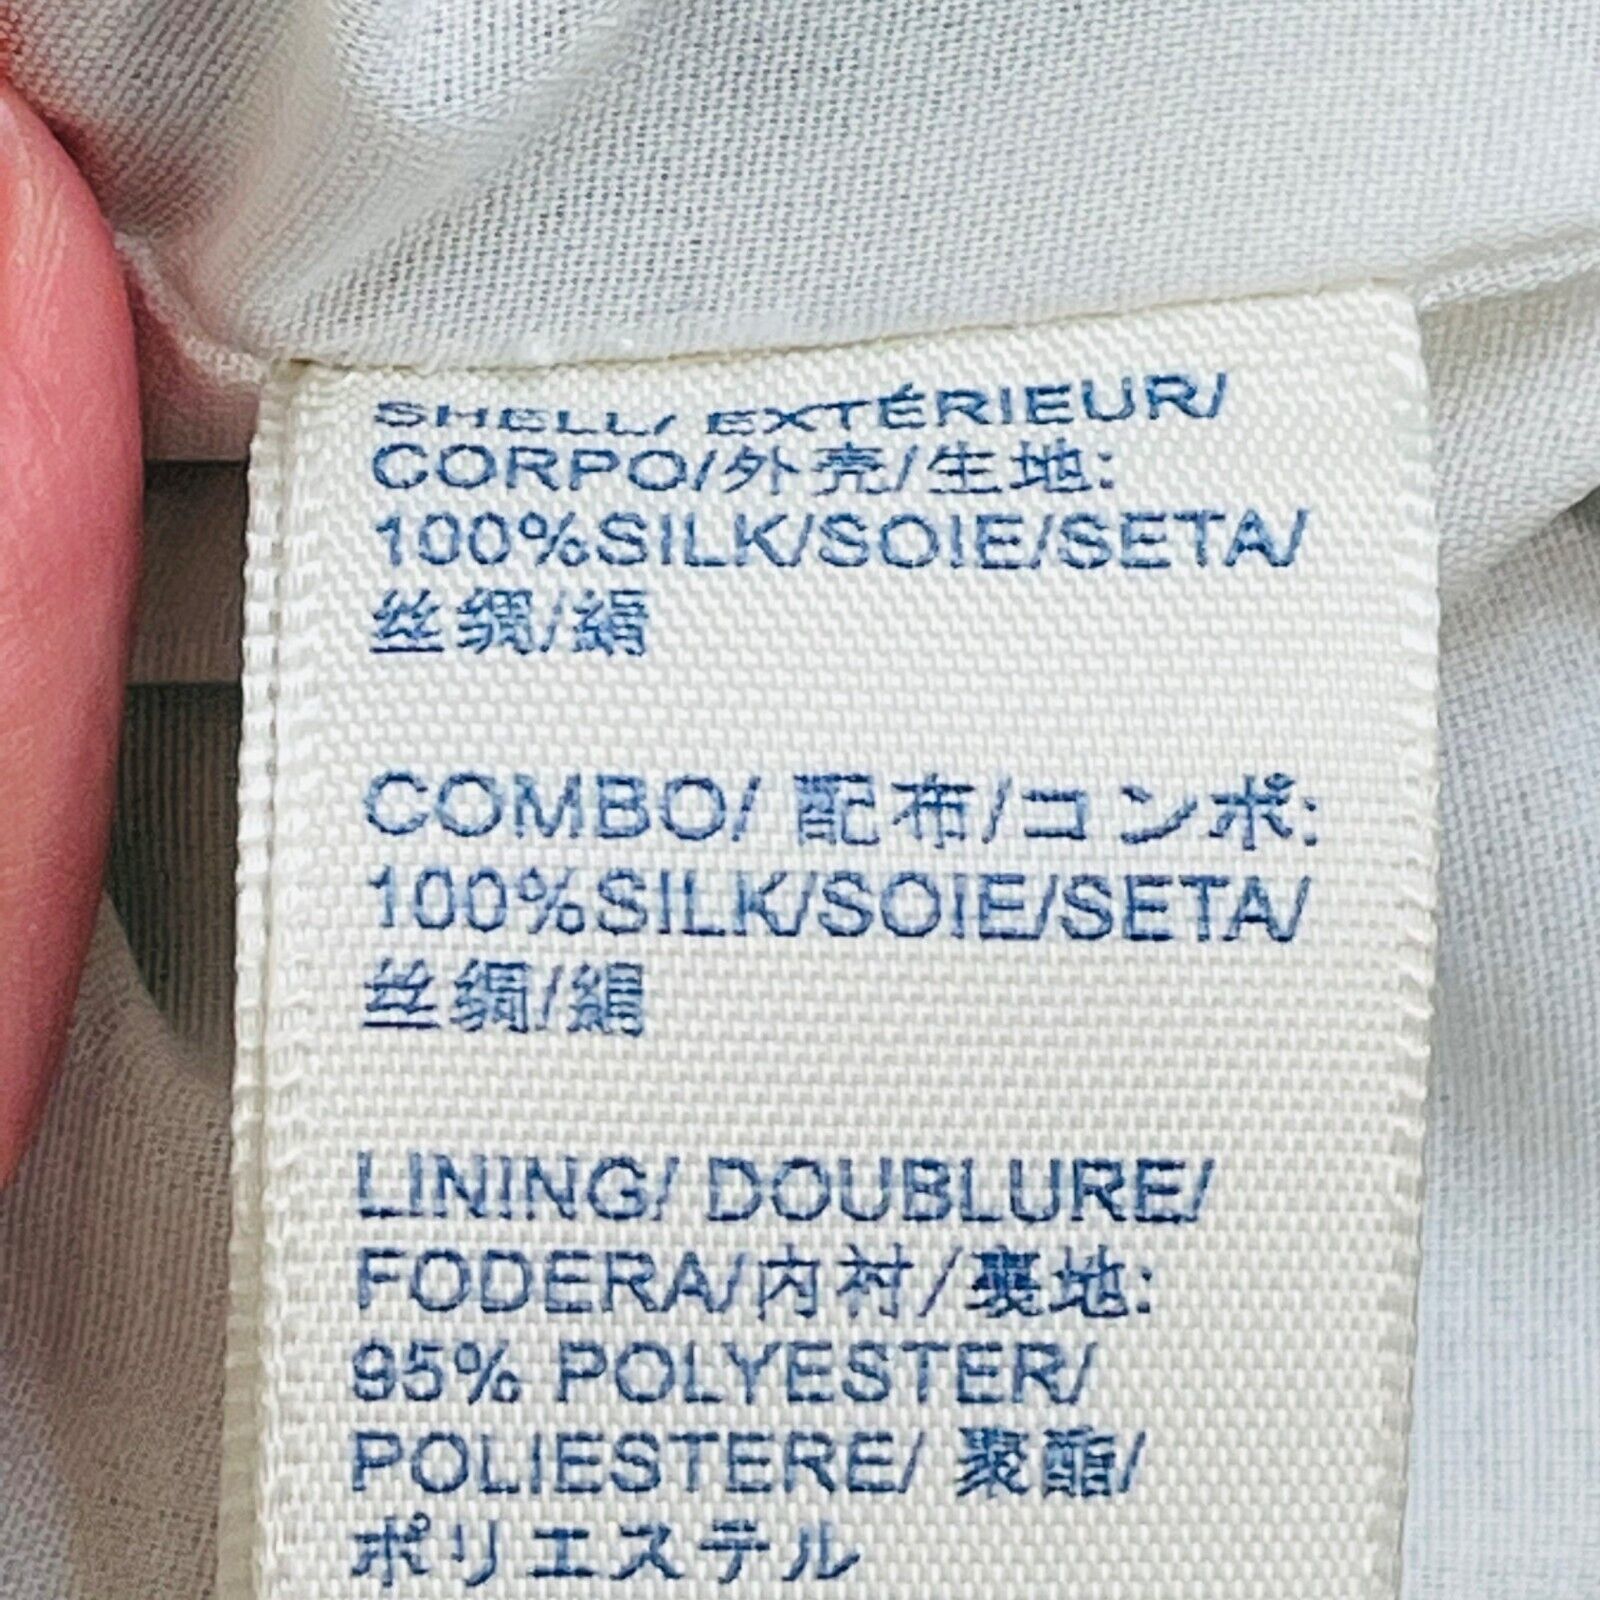 SHELL/ EXTÉRIEUR/
CORPO/外壳/生地:
100%SILK/SOIE/SETA/
丝绸/絹
COMBO/ 配布/コンポ:
100%SILK/SOIE/SETA/
丝绸/絹
LINING/ DOUBLURE/
FODERA/内衬/裏地:
95% POLYESTER/
POLIESTERE/ 聚酯/
ポリエステル